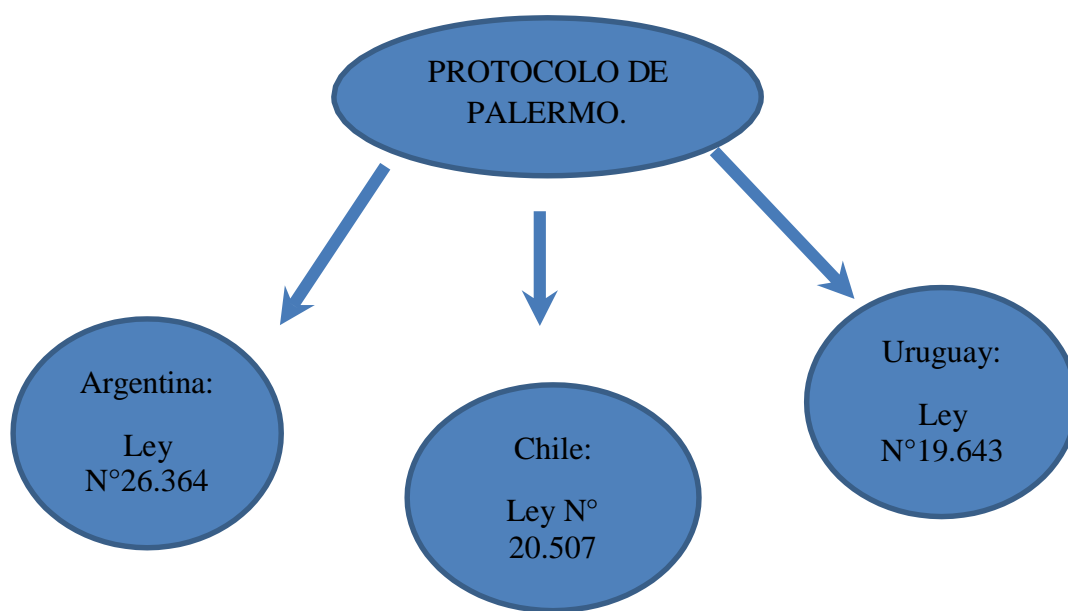 PROTOCOLO DE
PALERMO.
Argentina:
Ley
N°26.364
Chile:
Ley N°
20.507
Uruguay:
Ley
N°19.643